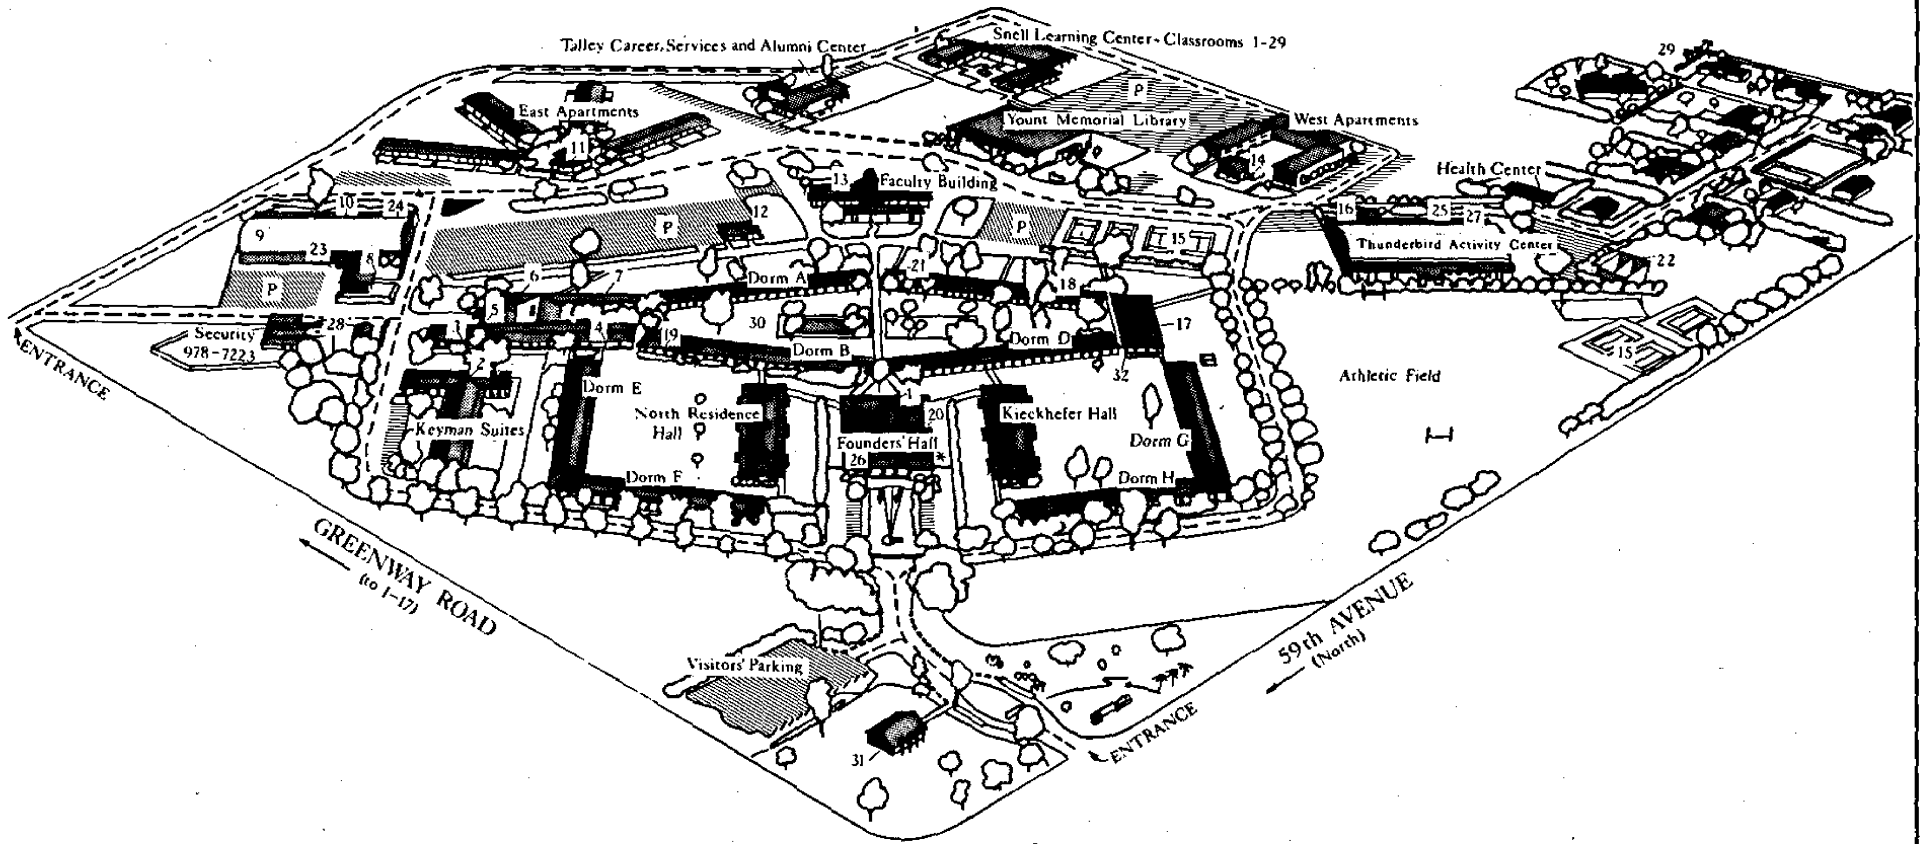 Talley Career, Services and Alumni Center
Snell Learning Center - Classrooms 1-29
29
East Apartments
11
P
Yount Memorial Library
West Apartments
14
Health Center
13
Faculty Building
10
24
12
P
P
15
16
25
27
9
23
8
P
Thunderbird Activity Center
22
6
7
Dorm A
21
18
5
3
4
19
30
Dorm B
Dorm D
17
28
Security
978-7223
2
32
15
ENTRANCE
Athletic Field
Dorm E
1
Keyman Suites
North Residence
Hall
20
Kieckhefer Hall
Founders' Hall
26
*
Dorm G
Dorm F
Dorm H
GREENWAY ROAD
(to I-17)
59th AVENUE
(North)
Visitors' Parking
31
ENTRANCE